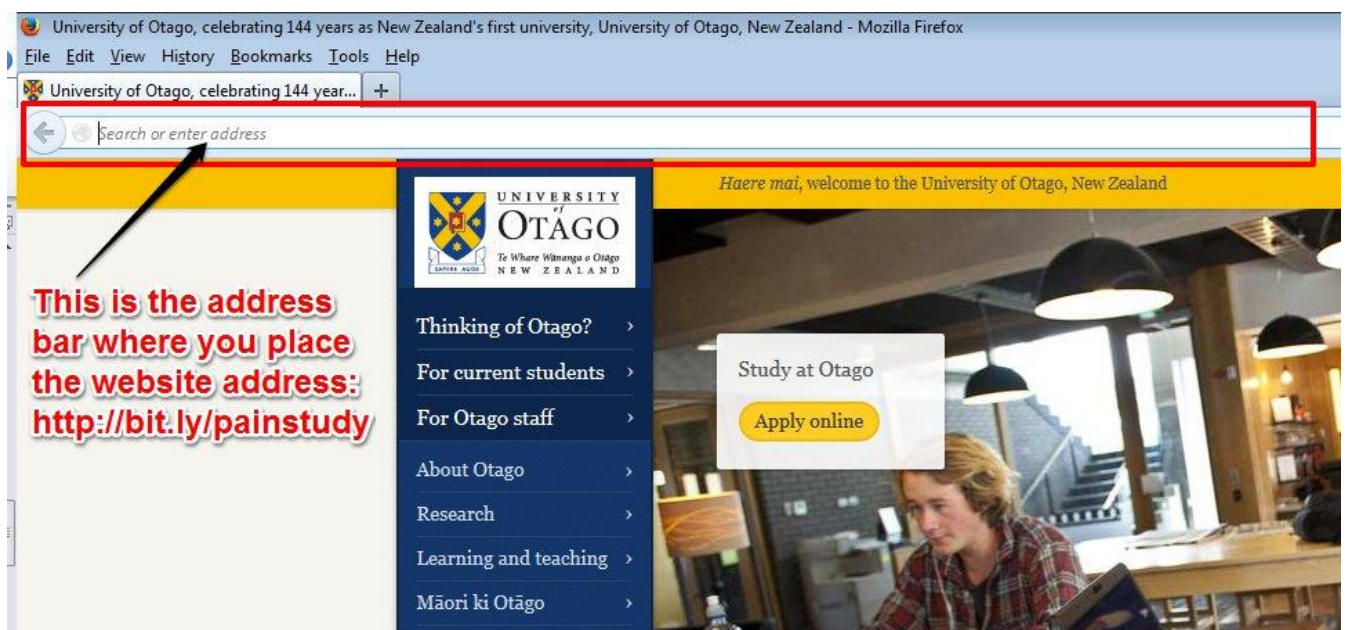 University of Otago, celebrating 144 years as New Zealand's first university, University of Otago, New Zealand - Mozilla Firefox
File Edit View History Bookmarks Tools Help
University of Otago, celebrating 144 year... +
Search or enter address
Haere mai, welcome to the University of Otago, New Zealand
UNIVERSITY
of
OTAGO
Te Whare Wānanga o Otāgo
NEW ZEALAND
SAPERE AUDE
This is the address
bar where you place
the website address:
http://bit.ly/painstudy
Thinking of Otago? ›
For current students ›
For Otago staff ›
About Otago ›
Research ›
Learning and teaching ›
Māori ki Otāgo ›
Study at Otago
Apply online